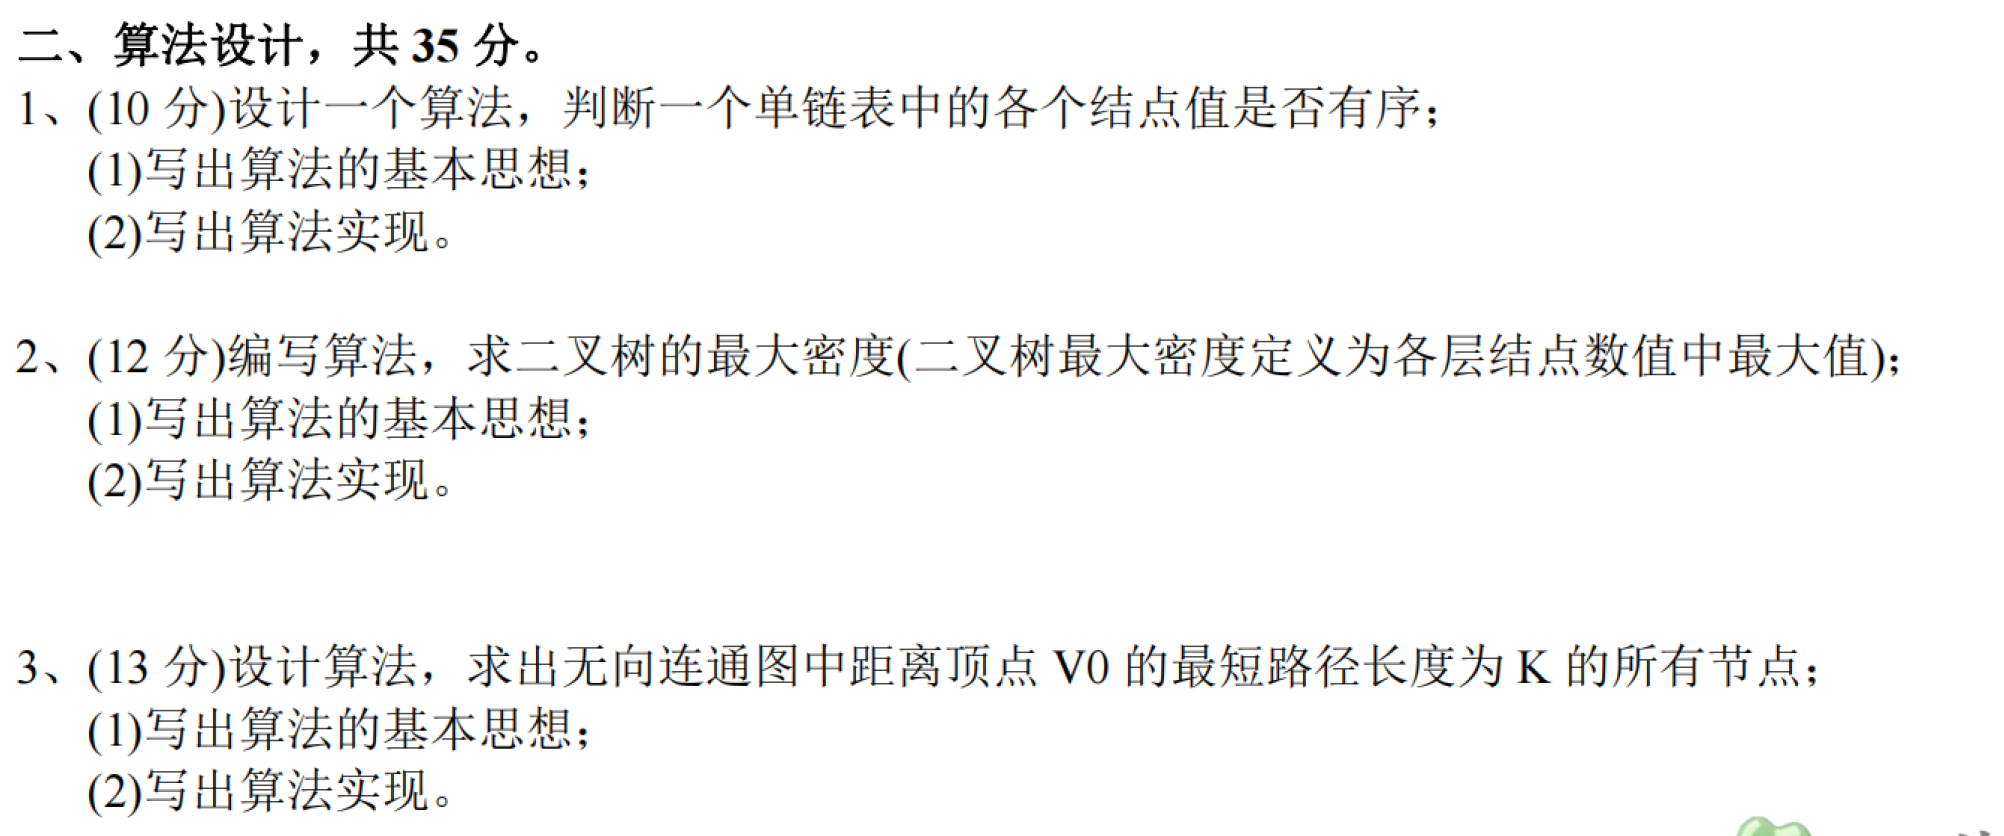 二、算法设计，共 35 分。
1、(10 分)设计一个算法，判断一个单链表中的各个结点值是否有序；
(1)写出算法的基本思想；
(2)写出算法实现。
2、(12 分)编写算法，求二叉树的最大密度(二叉树最大密度定义为各层结点数值中最大值)；
(1)写出算法的基本思想；
(2)写出算法实现。
3、(13 分)设计算法，求出无向连通图中距离顶点 V0 的最短路径长度为 K 的所有节点；
(1)写出算法的基本思想；
(2)写出算法实现。